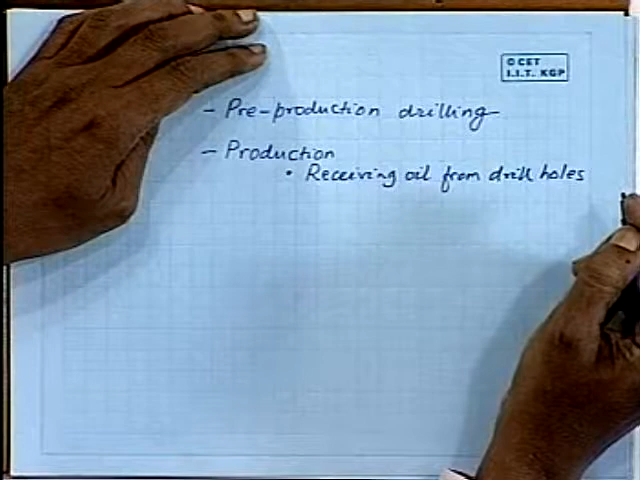 © CET
I.I.T. KGP
- Pre-production drilling
- Production
• Receiving oil from drill holes